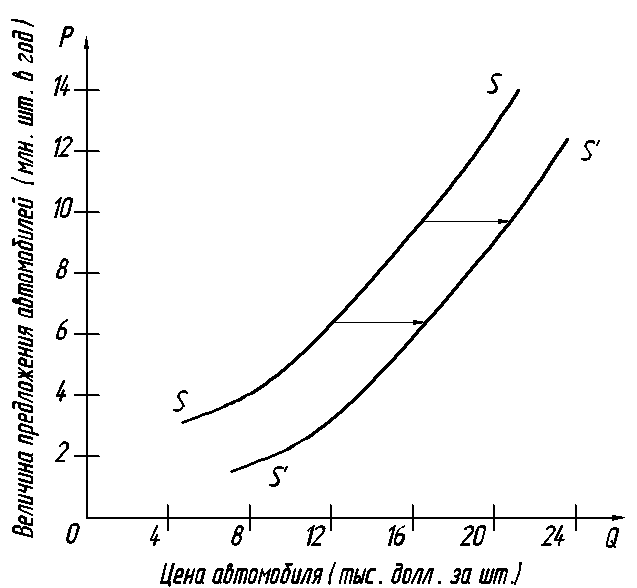 Величина предложения автомобилей (млн. шт. в год)
P
14
12
10
8
6
4
2
0
S
S'
S
S'
4
8
12
16
20
24
Q
Цена автомобиля (тыс. долл. за шт.)